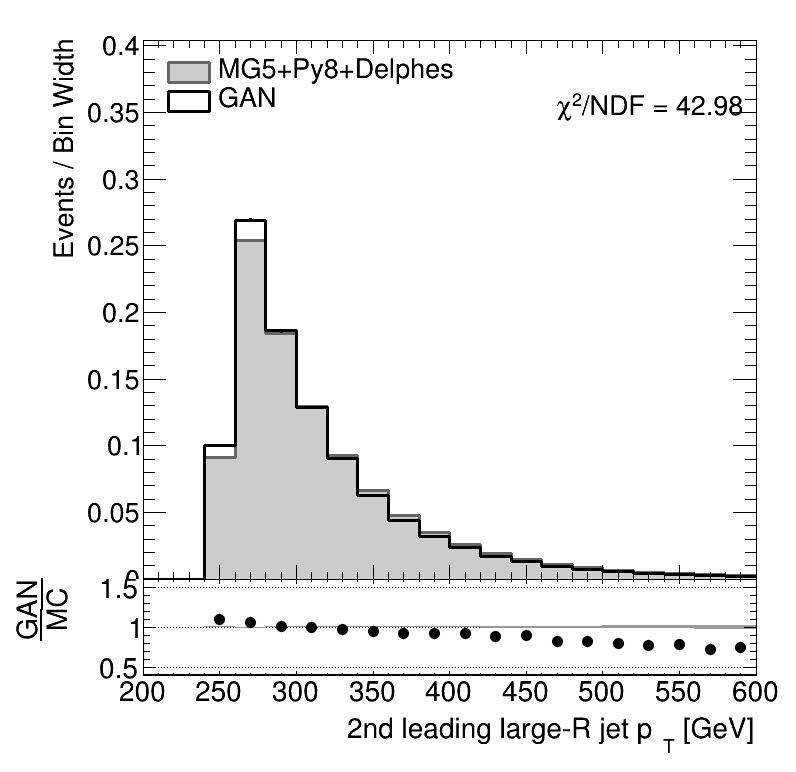 Events / Bin Width
0.4
0.35
0.3
0.25
0.2
0.15
0.1
0.05
0
MG5+Py8+Delphes
GAN
χ²/NDF = 42.98
GAN
MC
1.5
1
0.5
200 250 300 350 400 450 500 550 600
2nd leading large-R jet p T [GeV]